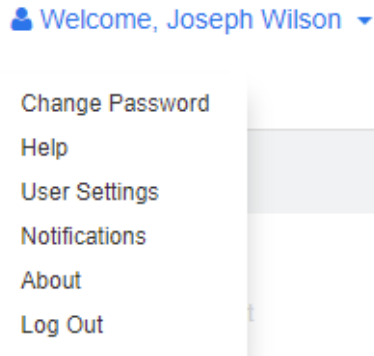 Welcome, Joseph Wilson
Change Password
Help
User Settings
Notifications
About
Log Out